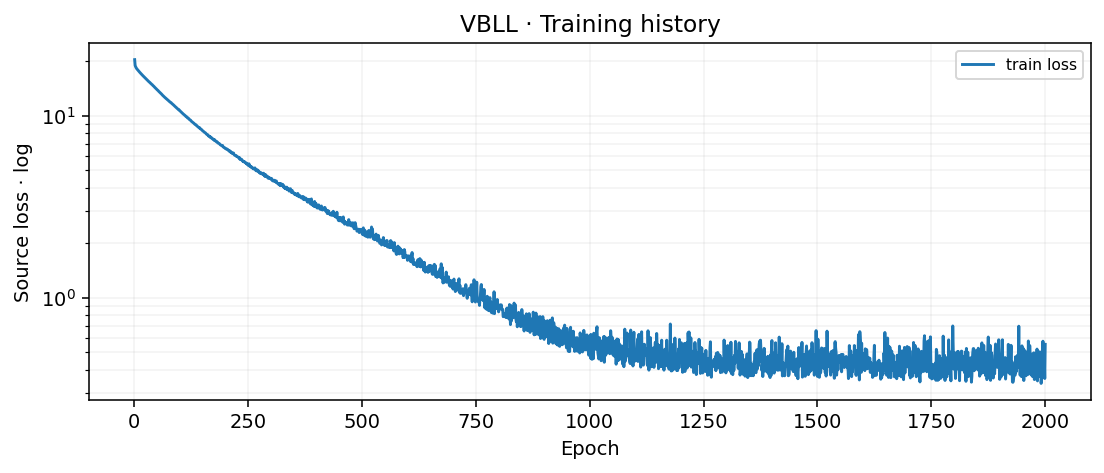 VBLL · Training history
train loss
Source loss · log
10¹
10⁰
0 250 500 750 1000 1250 1500 1750 2000
Epoch